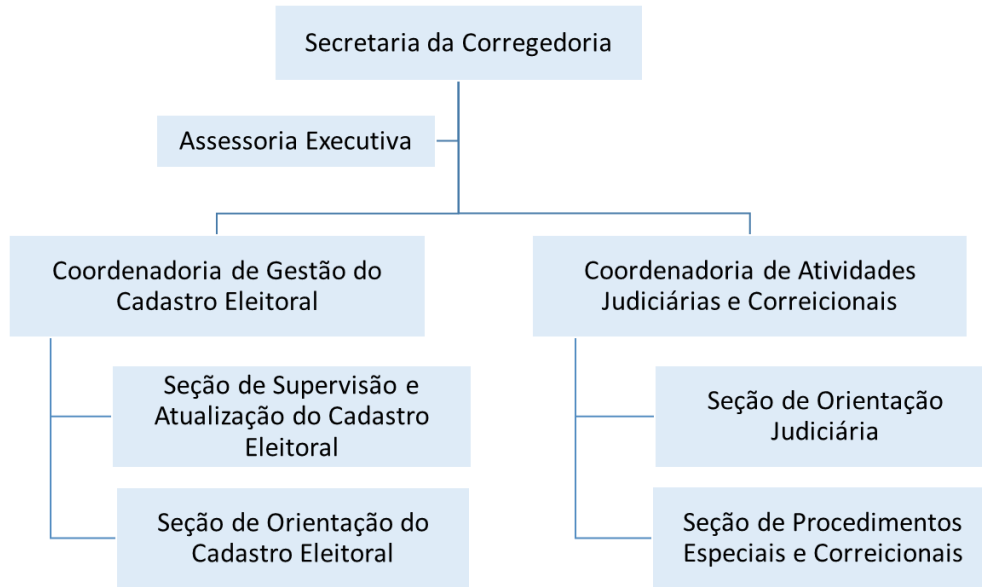 Secretaria da Corregedoria
Assessoria Executiva
Coordenadoria de Gestão do
Cadastro Eleitoral
Seção de Supervisão e
Atualização do Cadastro
Eleitoral
Seção de Orientação do
Cadastro Eleitoral
Coordenadoria de Atividades
Judiciárias e Correicionais
Seção de Orientação
Judiciária
Seção de Procedimentos
Especiais e Correicionais